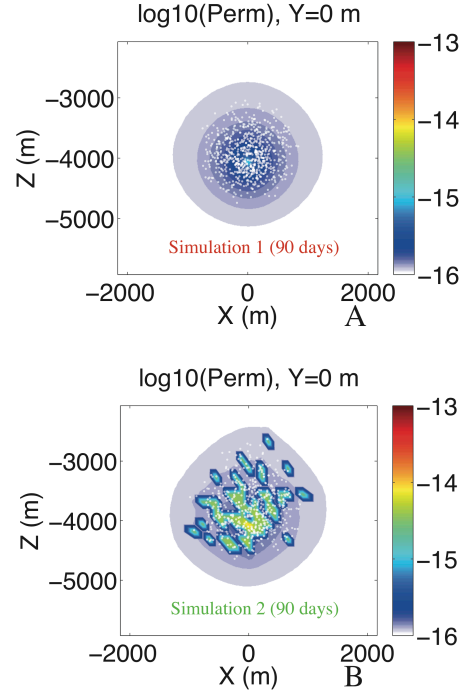 log10(Perm), Y=0 m
Z (m)
−3000
−4000
−5000
−13
−14
−15
−16
Simulation 1 (90 days)
−2000 0 2000
X (m)
A
log10(Perm), Y=0 m
Z (m)
−3000
−4000
−5000
−13
−14
−15
−16
Simulation 2 (90 days)
−2000 0 2000
X (m)
B